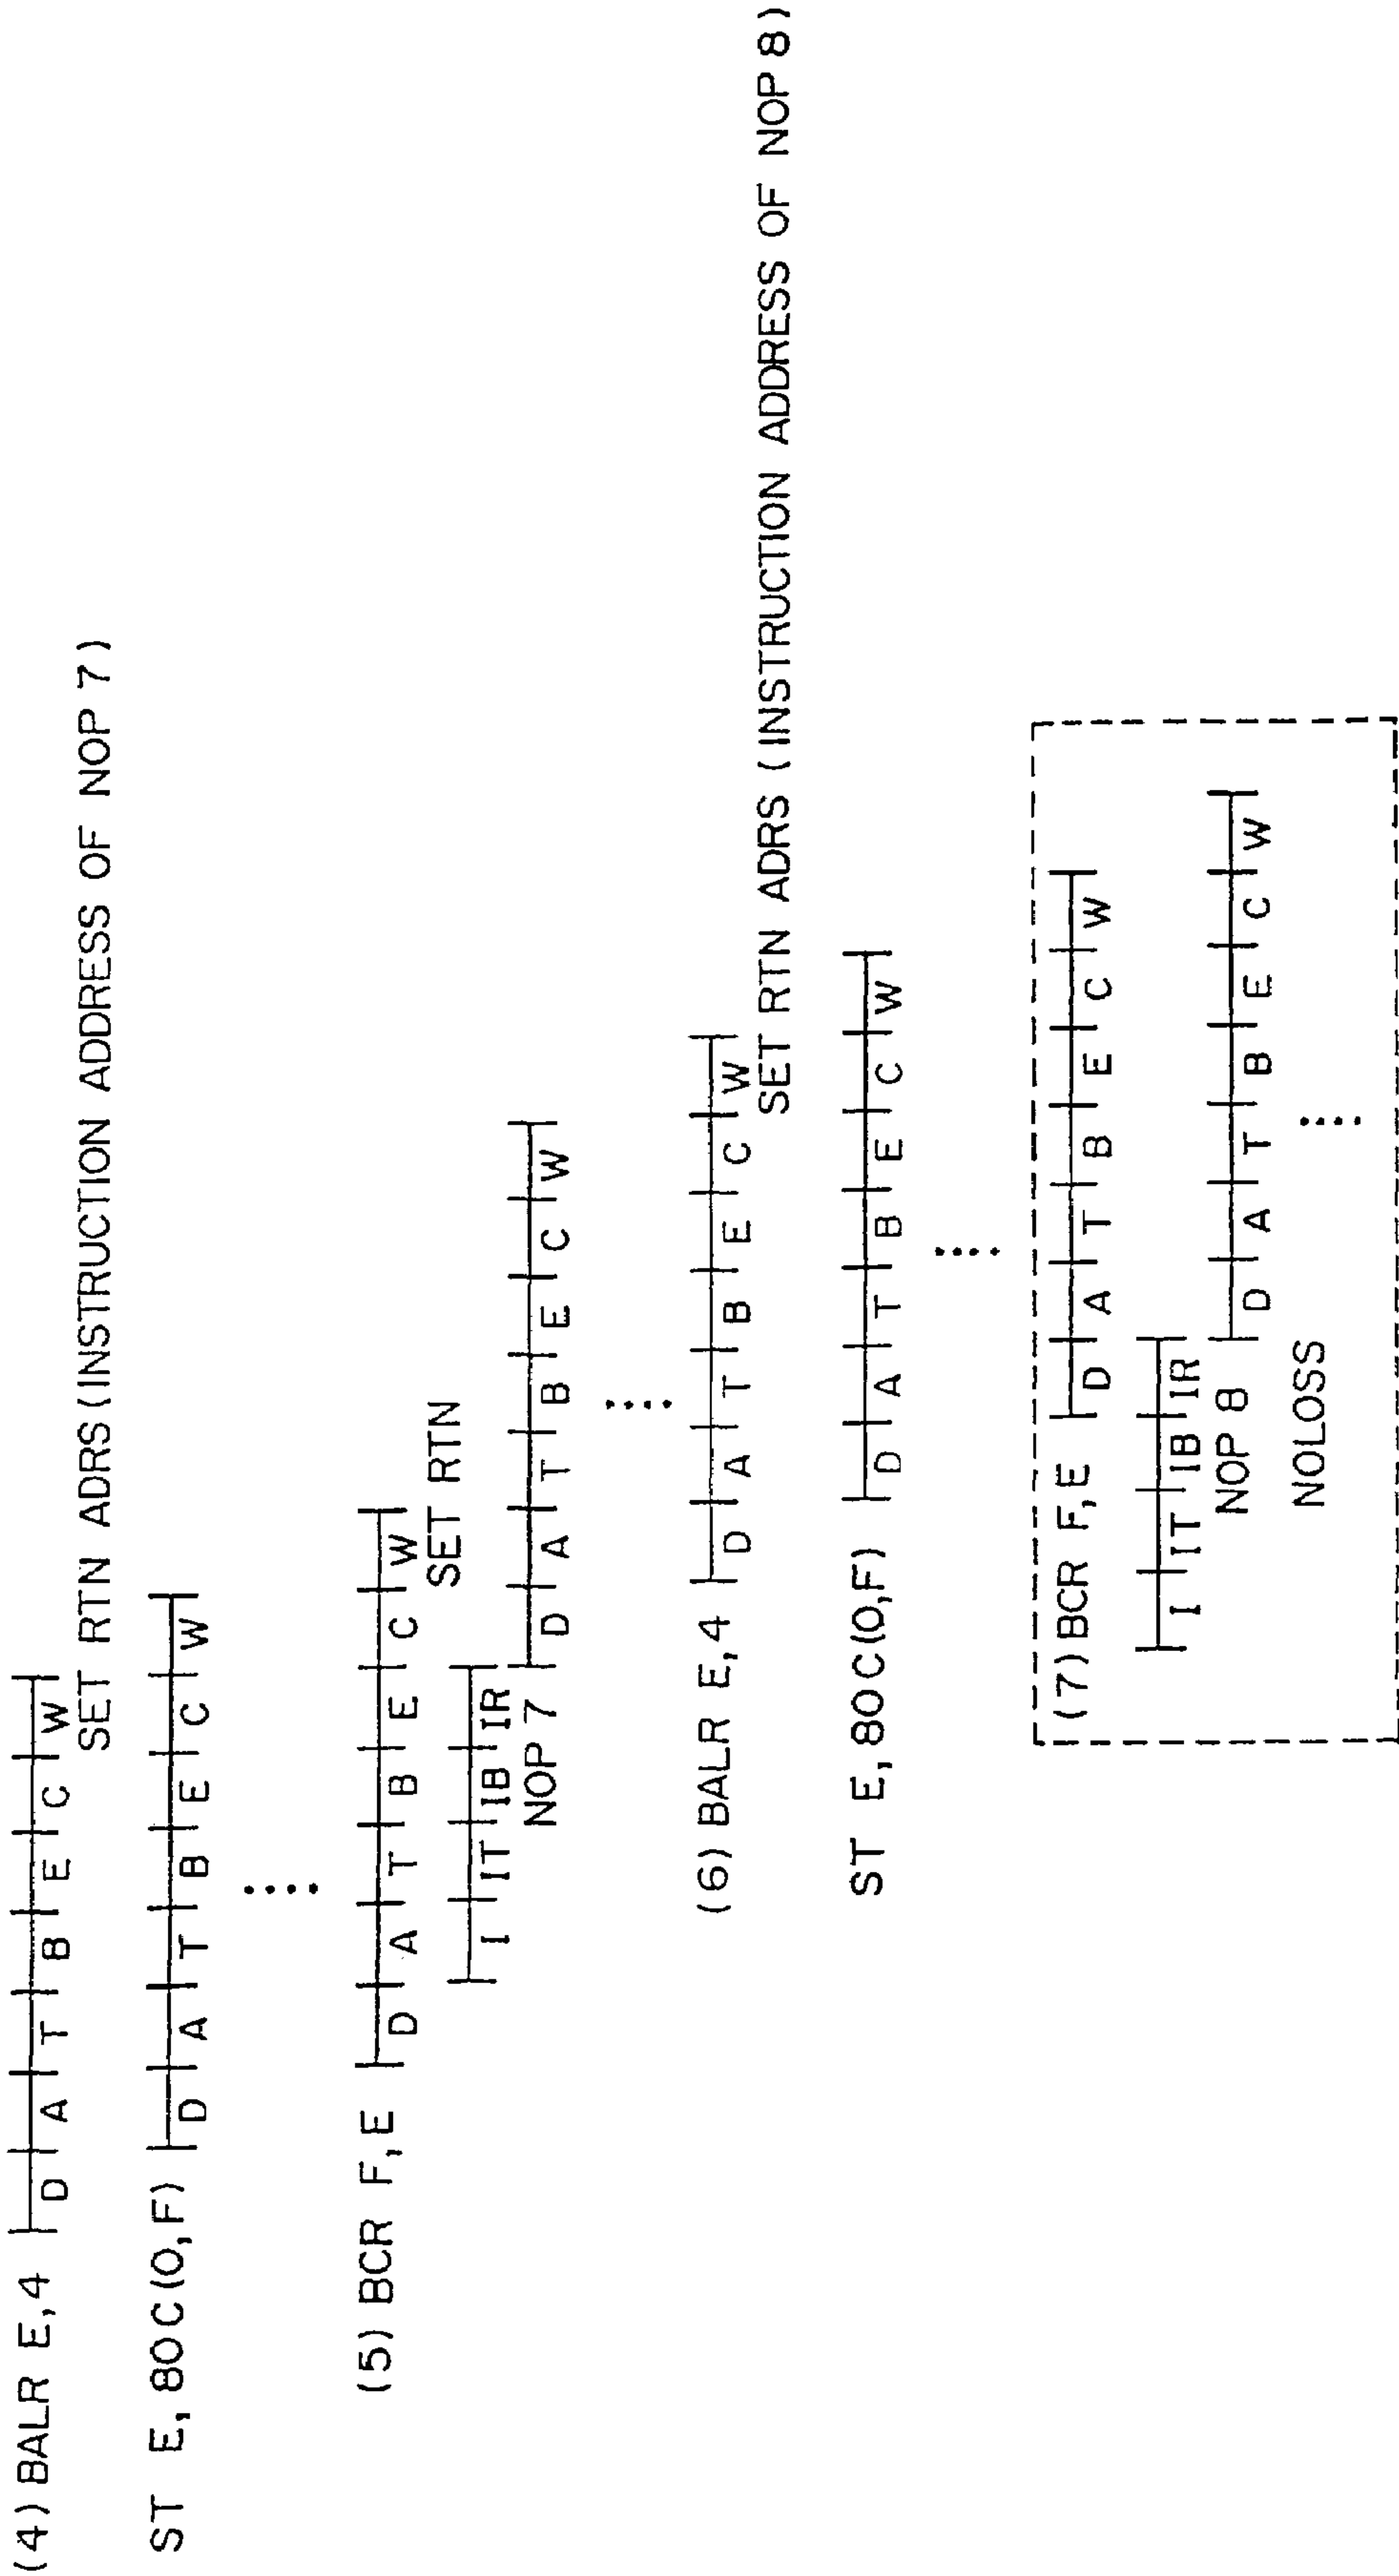 (4) BALR E,4
D A T B E C W
SET RTN ADRS (INSTRUCTION ADDRESS OF NOP 7)
ST E, 80C (0,F)
D A T B E C W
(5) BCR F,E
D A T B E C W
SET RTN
I IT IB IR
NOP 7
D A T B E C W
(6) BALR E,4
D A T B E C W
SET RTN ADRS (INSTRUCTION ADDRESS OF NOP 8)
ST E, 80C (0,F)
D A T B E C W
(7) BCR F,E
D A T B E C W
I IT IB IR
NOP 8
D A T B E C W
NOLOSS